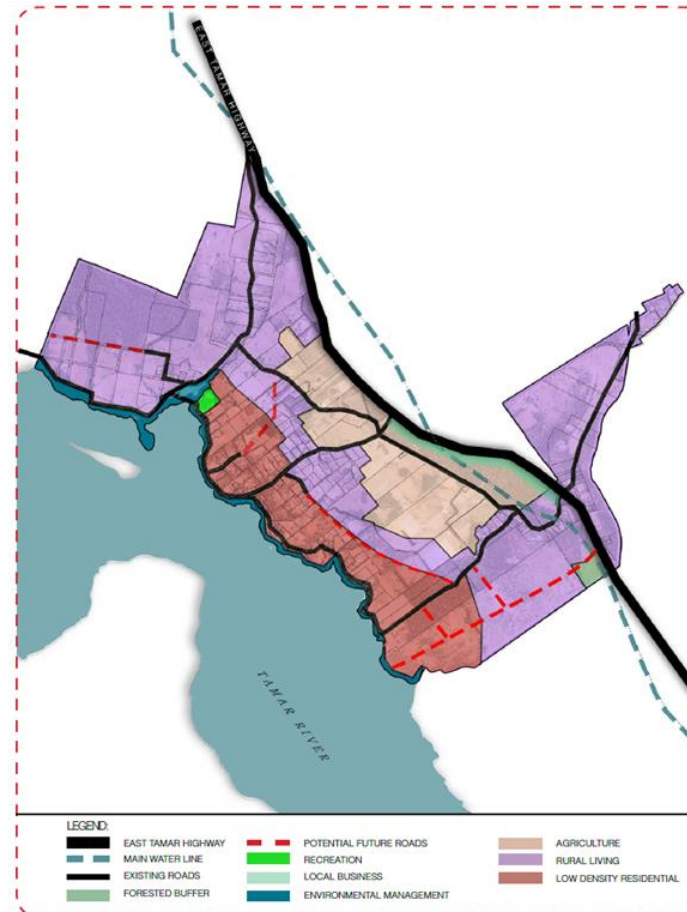 EAST TAMAR HIGHWAY
TAMAR RIVER
LEGEND:
EAST TAMAR HIGHWAY
MAIN WATER LINE
EXISTING ROADS
FORESTED BUFFER
POTENTIAL FUTURE ROADS
RECREATION
LOCAL BUSINESS
ENVIRONMENTAL MANAGEMENT
AGRICULTURE
RURAL LIVING
LOW DENSITY RESIDENTIAL